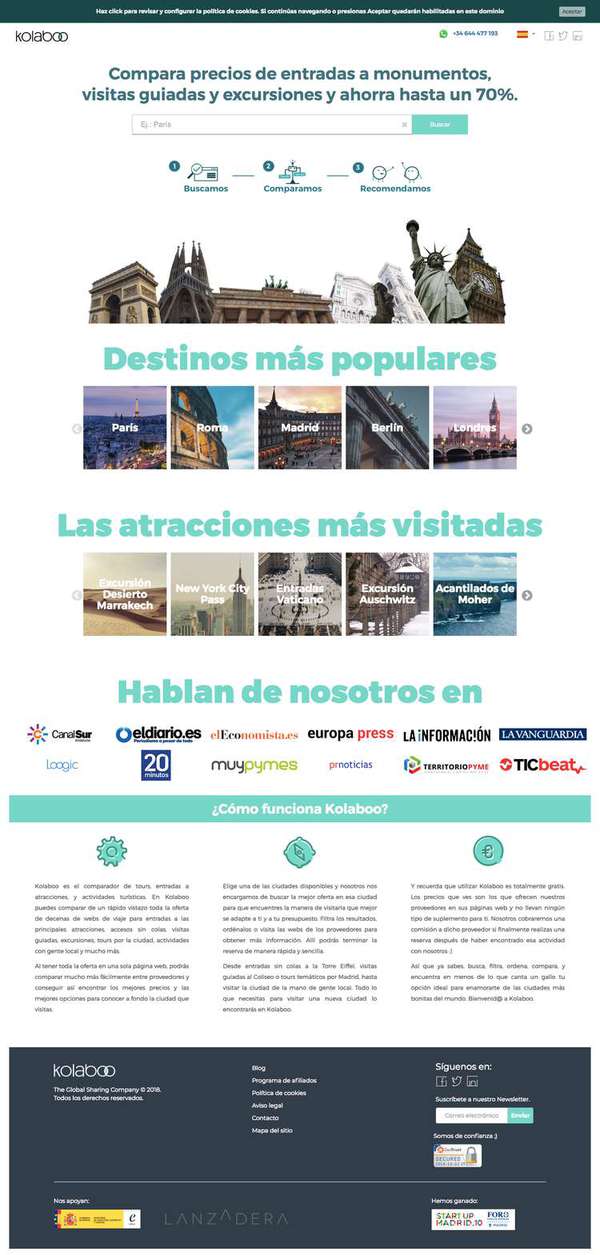 Haz click para revisar y configurar la política de cookies. Si continúas navegando o presionas Aceptar quedarán habilitadas en este dominio
Aceptar
kolaboo
+34 644 477 193
Compara precios de entradas a monumentos,
visitas guiadas y excursiones y ahorra hasta un 70%.
Ej.: París
Buscar
1
2
3
Buscamos
Comparamos
Recomendamos
Destinos más populares
París
Roma
Madrid
Berlín
Londres
Las atracciones más visitadas
Excursión
Desierto
Marrakech
New York City
Pass
Entradas
Vaticano
Excursión
Auschwitz
Acantilados de
Moher
Hablan de nosotros en
CanalSur
eldiario.es
Periodismo a pesar de todo
elEconomista.es
europa press
LA INFORMACIÓN
LA VANGUARDIA
Loogic
20
minutos
muypymes
prnoticias
TERRITORIOPYME
TICbeat
¿Cómo funciona Kolaboo?
Kolaboo es el comparador de tours, entradas a
atracciones, y actividades turísticas. En Kolaboo
puedes comparar de un rápido vistazo toda la oferta
de decenas de webs de viaje para entradas a las
principales atracciones, accesos sin colas, visitas
guiadas, excursiones, tours por la ciudad, actividades
con gente local y mucho más.
Al tener toda la oferta en una sola página web, podrás
comparar mucho más fácilmente entre proveedores y
conseguir así encontrar los mejores precios y las
mejores opciones para conocer a fondo la ciudad que
visitas.
Elige una de las ciudades disponibles y nosotros nos
encargamos de buscar la mejor oferta en esa ciudad
para que encuentres la manera de visitarla que mejor
se adapte a ti y a tu presupuesto. Filtra los resultados,
ordénalos o visita las webs de los proveedores para
obtener más información. Allí podrás terminar la
reserva de manera rápida y sencilla.
Desde entradas sin colas a la Torre Eiffel, visitas
guiadas al Coliseo o tours temáticos por Madrid, hasta
visitar la ciudad de la mano de gente local. Todo lo
que necesitas para visitar una nueva ciudad lo
encontrarás en Kolaboo.
Y recuerda que utilizar Kolaboo es totalmente gratis.
Los precios que ves son los que ofrecen nuestros
proveedores en sus páginas web y no llevan ningún
tipo de suplemento para ti. Nosotros cobraremos una
comisión a dicho proveedor si finalmente realizas una
reserva después de haber encontrado esa actividad
con nosotros :)
Así que ya sabes, busca, filtra, ordena, compara, y
encuentra en menos de lo que canta un gallo tu
opción ideal para enamorarte de las ciudades más
bonitas del mundo. Bienvenid@ a Kolaboo.
kolaboo
The Global Sharing Company © 2018.
Todos los derechos reservados.
Blog
Programa de afiliados
Política de cookies
Aviso legal
Contacto
Mapa del sitio
Síguenos en:
Suscríbete a nuestro Newsletter.
Correo electrónico
Enviar
Somos de confianza ;)
SECURED
Nos apoyan:
LANZADERA
Hemos ganado:
STARTUP
MADRID.10
FORO